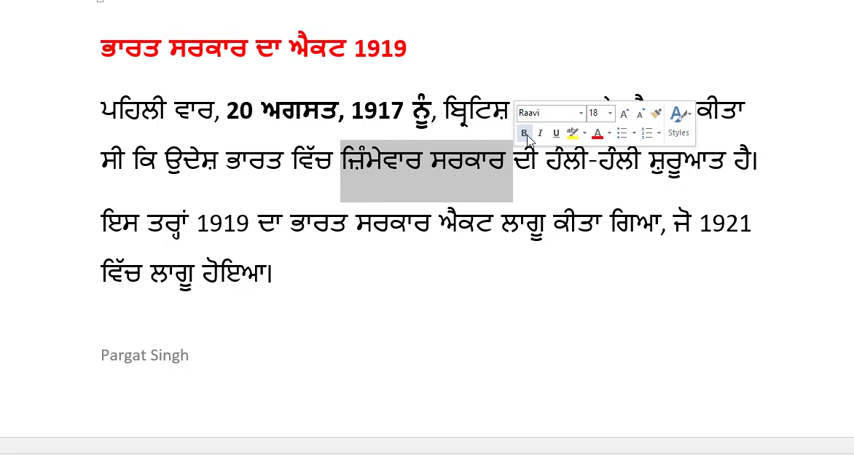 ਭਾਰਤ ਸਰਕਾਰ ਦਾ ਐਕਟ 1919
ਪਹਿਲੀ ਵਾਰ, 20 ਅਗਸਤ, 1917 ਨੂੰ, ਬ੍ਰਿਟਿਸ਼ ਕੀਤਾ
Raavi 18
B I U Styles
ਸੀ ਕਿ ਉਦੇਸ਼ ਭਾਰਤ ਵਿੱਚ ਜ਼ਿੰਮੇਵਾਰ ਸਰਕਾਰ ਦੀ ਹੌਲੀ-ਹੌਲੀ ਸ਼ੁਰੂਆਤ ਹੈ।
ਇਸ ਤਰ੍ਹਾਂ 1919 ਦਾ ਭਾਰਤ ਸਰਕਾਰ ਐਕਟ ਲਾਗੂ ਕੀਤਾ ਗਿਆ, ਜੋ 1921
ਵਿੱਚ ਲਾਗੂ ਹੋਇਆ।
Pargat Singh